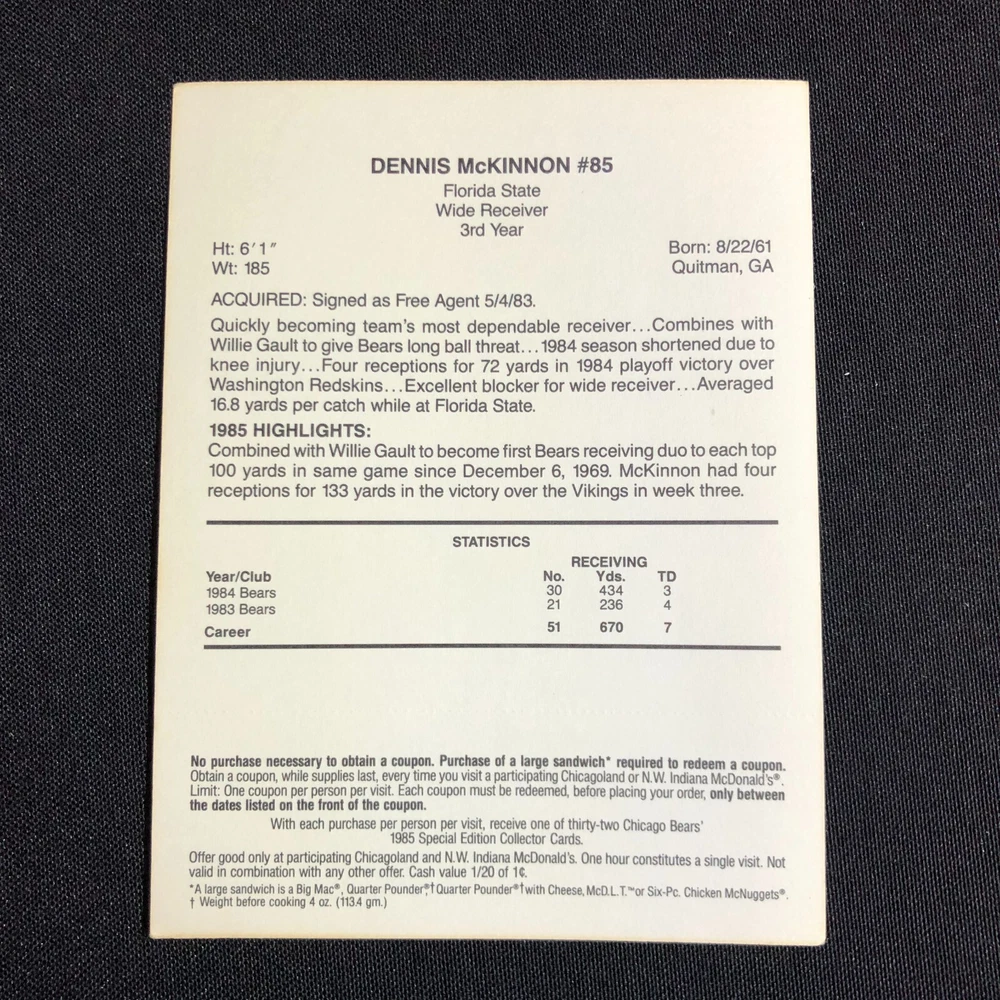 DENNIS McKINNON #85
Florida State
Wide Receiver
3rd Year
Ht: 6'1" Born: 8/22/61
Wt: 185 Quitman, GA
ACQUIRED: Signed as Free Agent 5/4/83.
Quickly becoming team's most dependable receiver...Combines with
Willie Gault to give Bears long ball threat...1984 season shortened due to
knee injury...Four receptions for 72 yards in 1984 playoff victory over
Washington Redskins...Excellent blocker for wide receiver...Averaged
16.8 yards per catch while at Florida State.
1985 HIGHLIGHTS:
Combined with Willie Gault to become first Bears receiving duo to each top
100 yards in same game since December 6, 1969. McKinnon had four
receptions for 133 yards in the victory over the Vikings in week three.
STATISTICS
RECEIVING
Year/Club No. Yds. TD
1984 Bears 30 434 3
1983 Bears 21 236 4
Career 51 670 7
No purchase necessary to obtain a coupon. Purchase of a large sandwich* required to redeem a coupon.
Obtain a coupon, while supplies last, every time you visit a participating Chicagoland or N.W. Indiana McDonald's®.
Limit: One coupon per person per visit. Each coupon must be redeemed, before placing your order, only between
the dates listed on the front of the coupon.
With each purchase per person per visit, receive one of thirty-two Chicago Bears'
1985 Special Edition Collector Cards.
Offer good only at participating Chicagoland and N.W. Indiana McDonald's. One hour constitutes a single visit. Not
valid in combination with any other offer. Cash value 1/20 of 1¢.
*A large sandwich is a Big Mac®, Quarter Pounder®,† Quarter Pounder®† with Cheese, McD.L.T.™ or Six-Pc. Chicken McNuggets®.
† Weight before cooking 4 oz. (113.4 gm.)